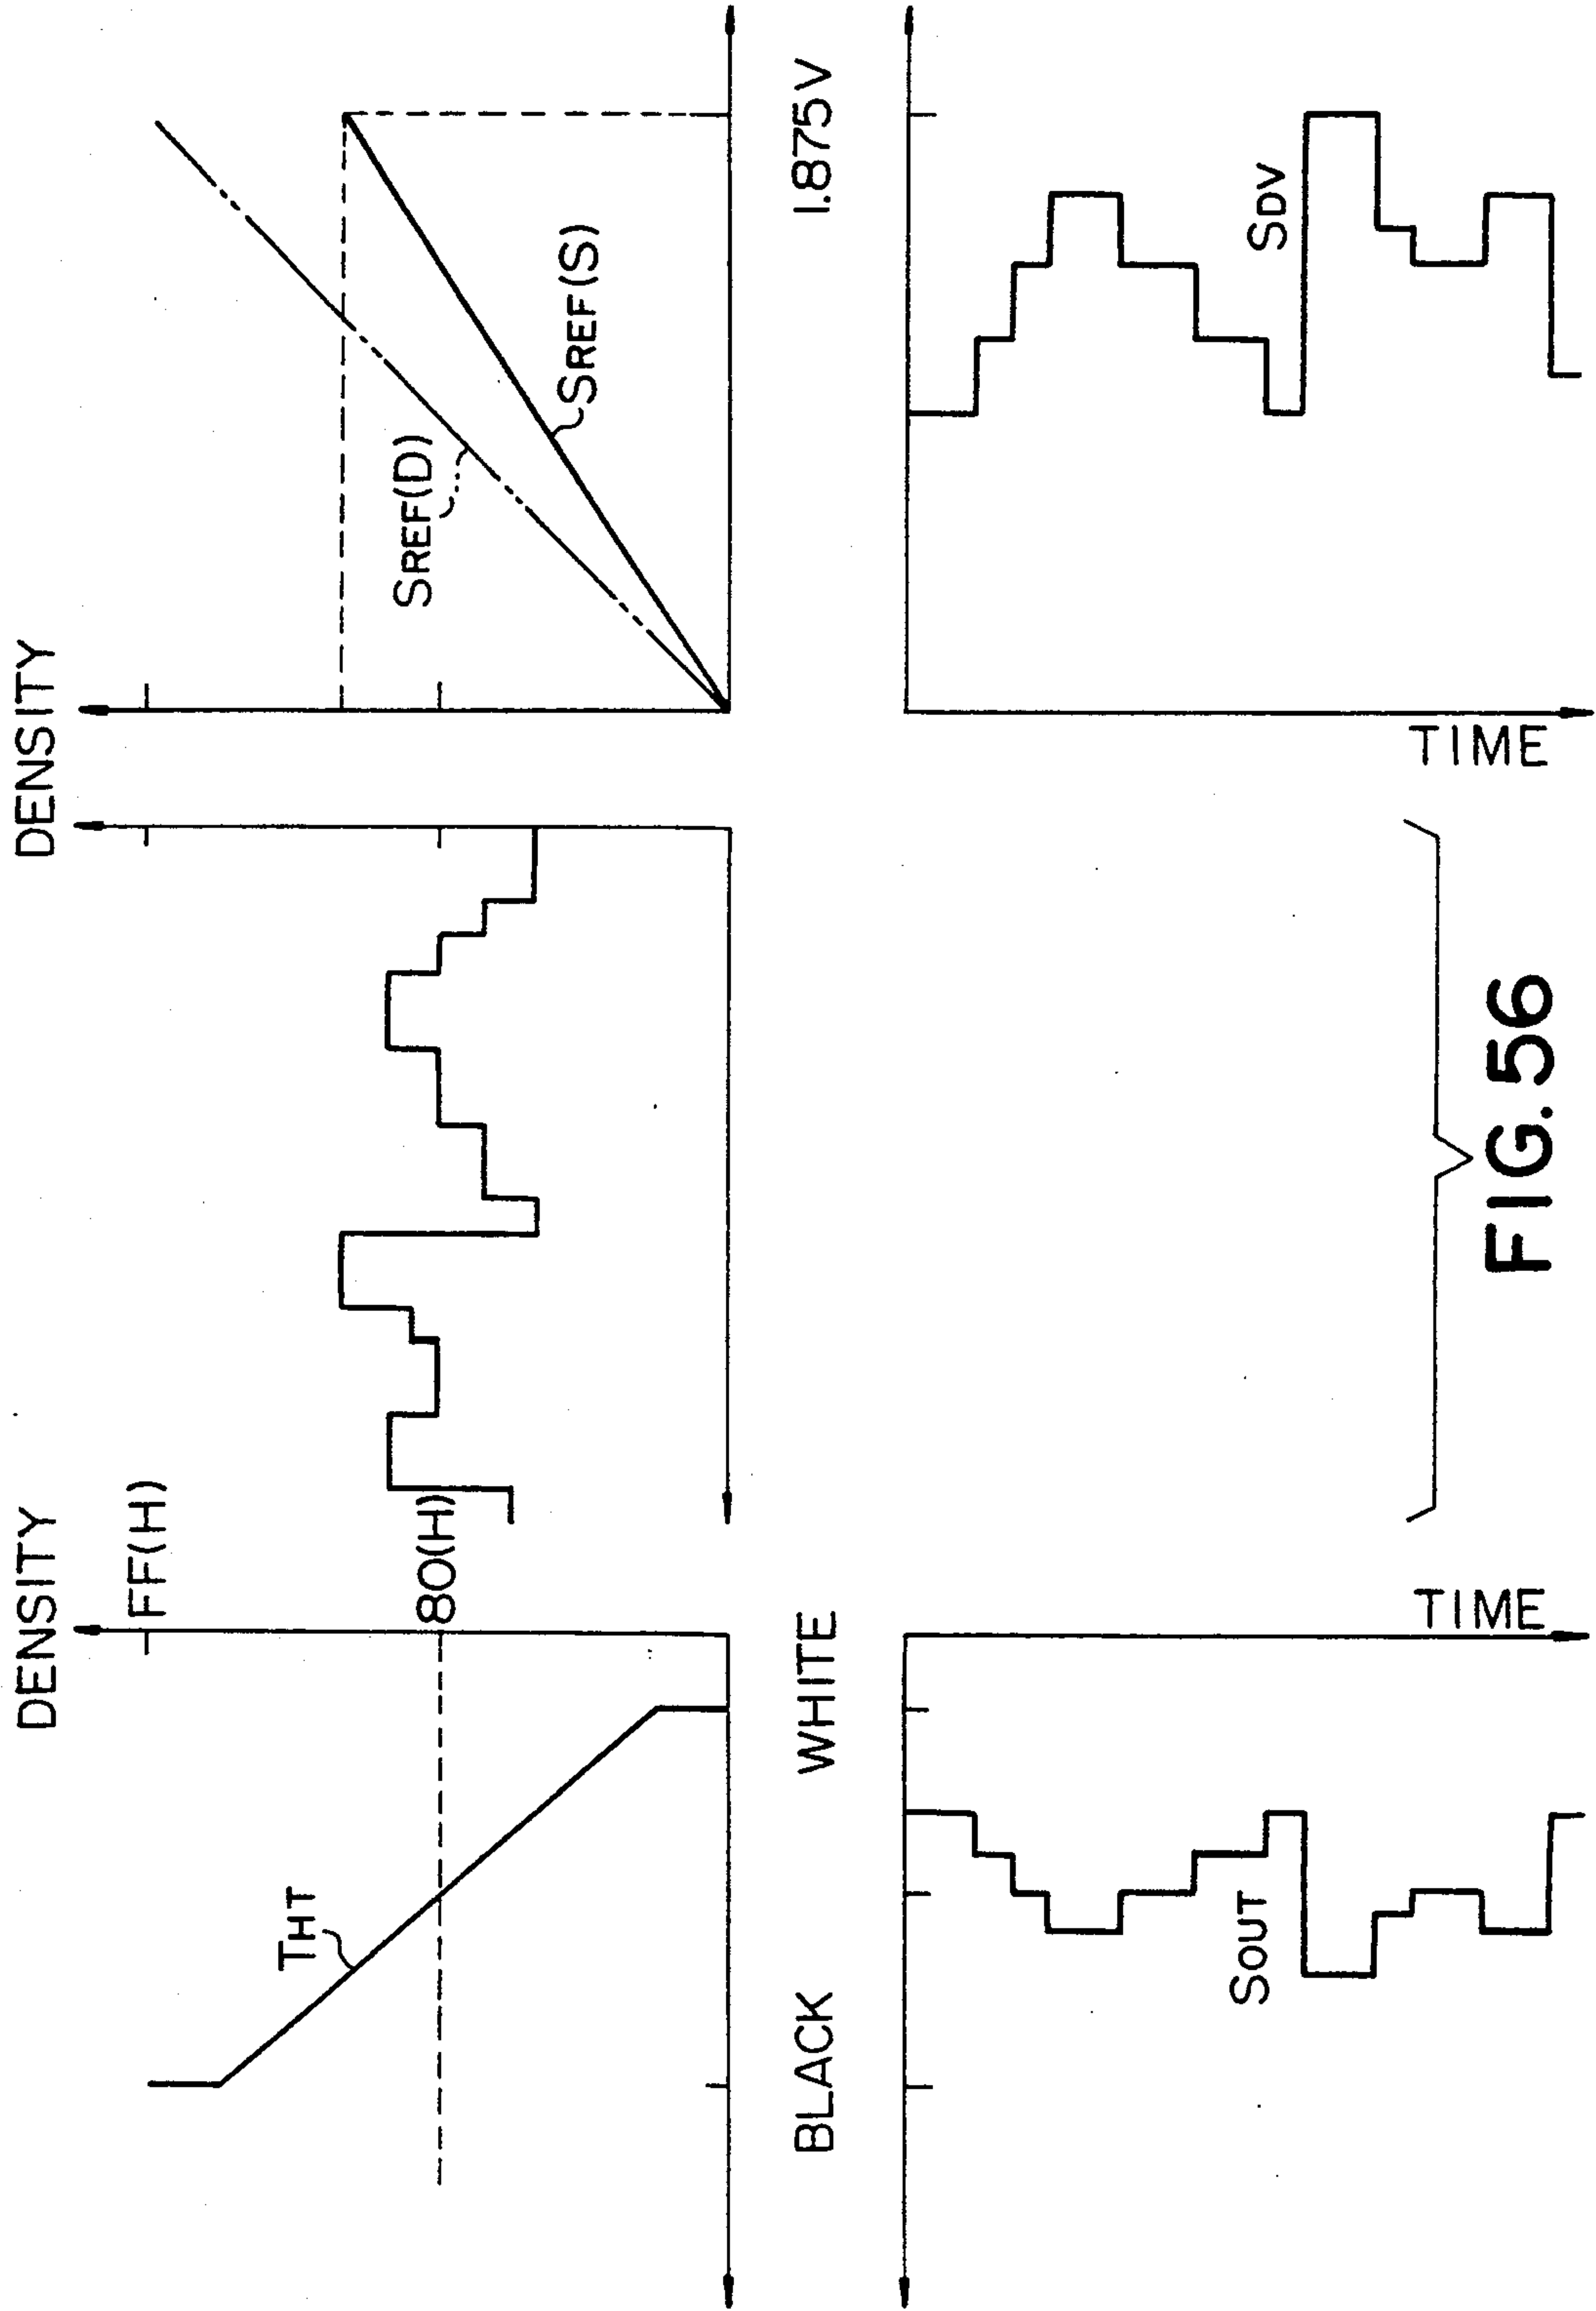 DENSITY
SREF(D)
SREF(S)
1.875V
SDV
TIME
DENSITY
FF(H)
80(H)
THT
WHITE
BLACK
TIME
SOUT
FIG. 56